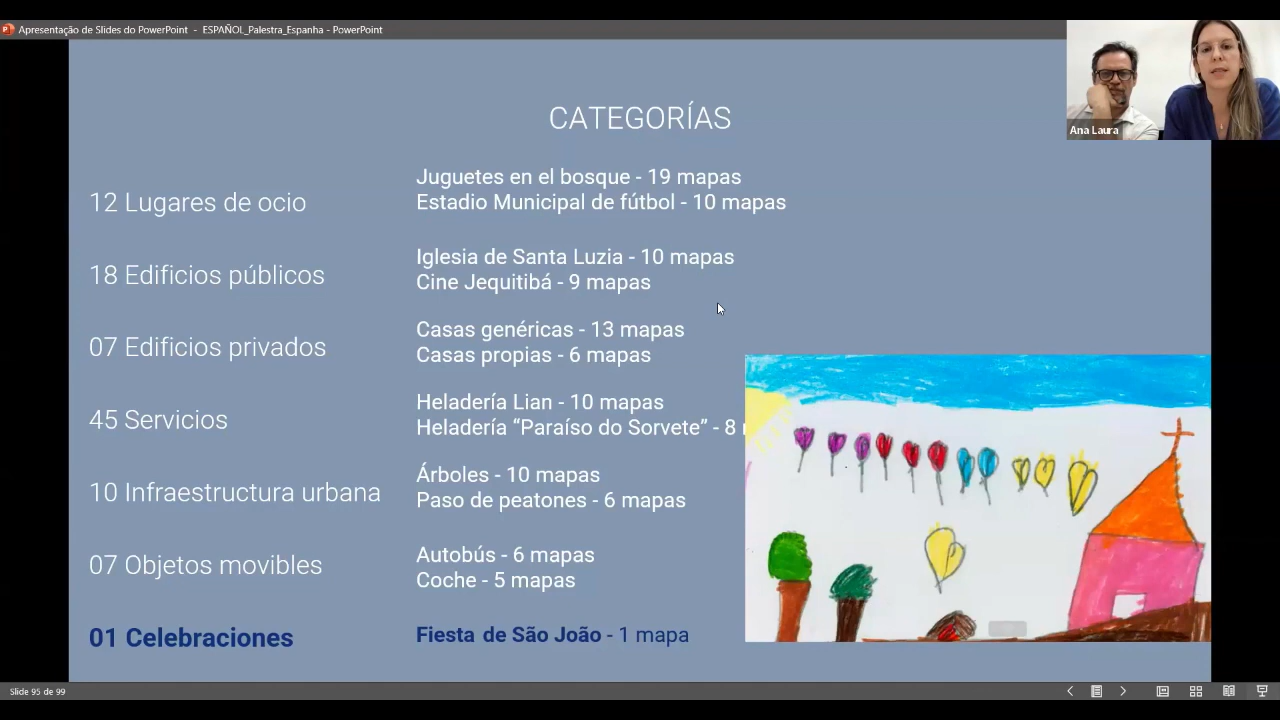 Apresentação de Slides do PowerPoint - ESPAÑOL_Palestra_Espanha - PowerPoint
Ana Laura
CATEGORÍAS
12 Lugares de ocio
Juguetes en el bosque - 19 mapas
Estadio Municipal de fútbol - 10 mapas
18 Edificios públicos
Iglesia de Santa Luzia - 10 mapas
Cine Jequitibá - 9 mapas
07 Edificios privados
Casas genéricas - 13 mapas
Casas propias - 6 mapas
45 Servicios
Heladería Lian - 10 mapas
Heladería “Paraíso do Sorvete” - 8
10 Infraestructura urbana
Árboles - 10 mapas
Paso de peatones - 6 mapas
07 Objetos movibles
Autobús - 6 mapas
Coche - 5 mapas
01 Celebraciones
Fiesta de São João - 1 mapa
Slide 95 de 99